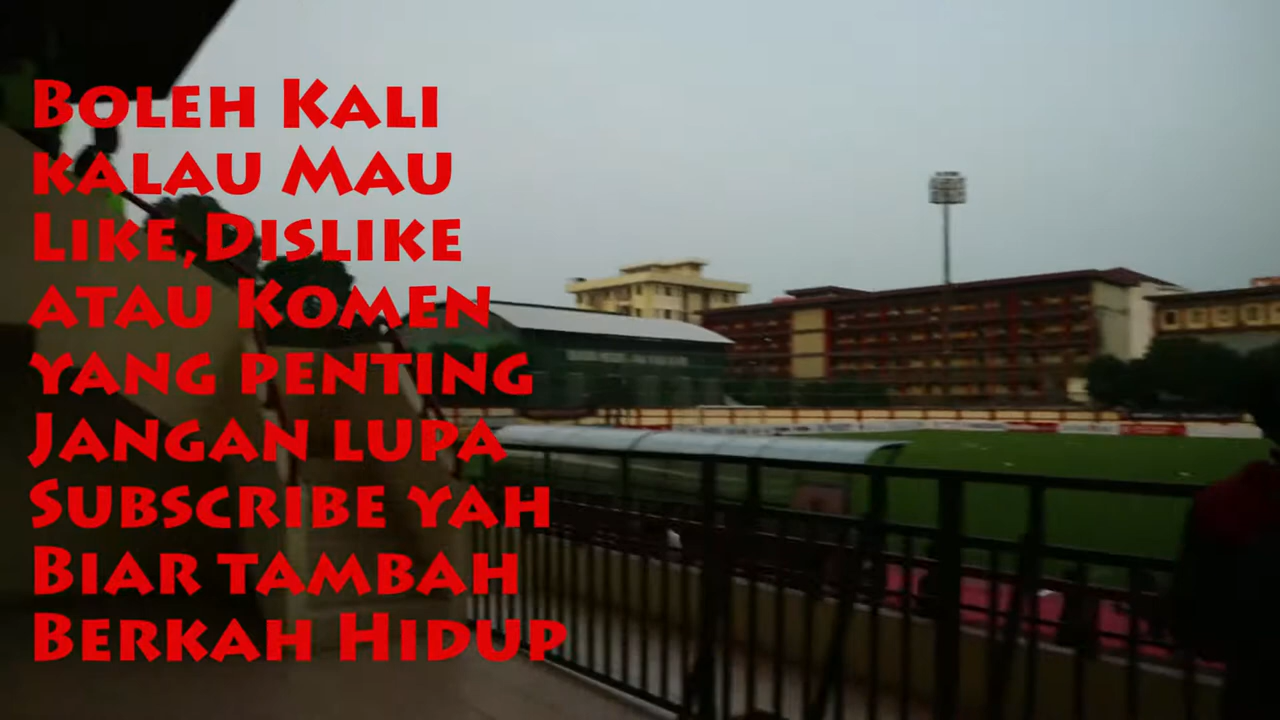 Boleh Kali
kalau Mau
Like,Dislike
atau Komen
yang penting
Jangan lupa
Subscribe yah
Biar tambah
Berkah Hidup